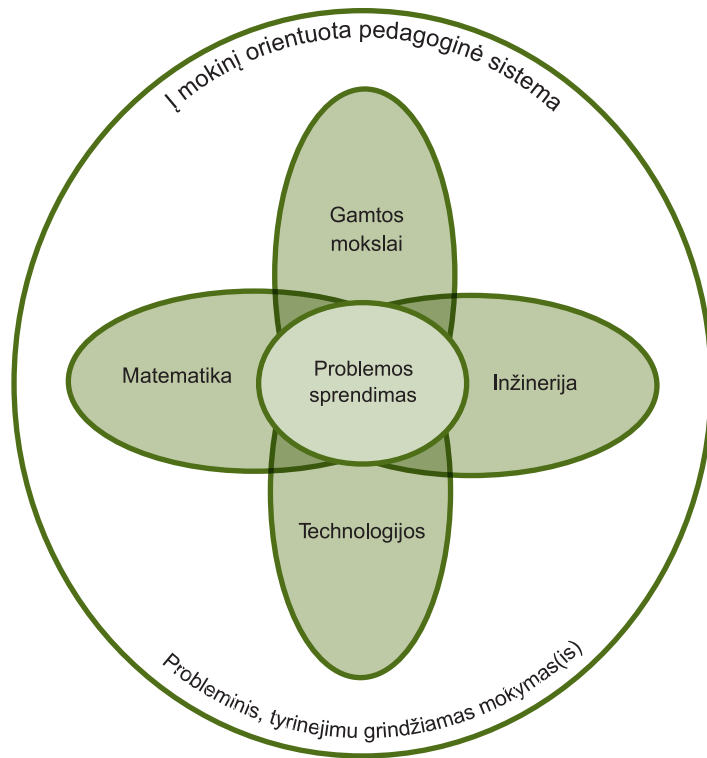 Į mokinį orientuota pedagoginė sistema
Gamtos
mokslai
Matematika
Problemos
sprendimas
Inžinerija
Technologijos
Probleminis, tyrinejimu grindžiamas mokymas(is)